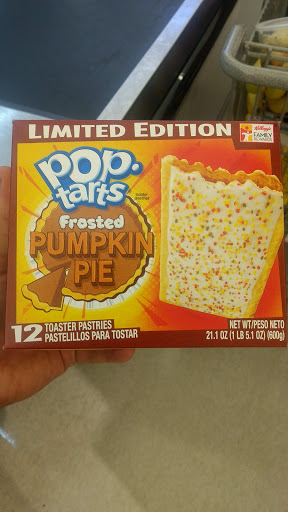 LIMITED EDITION
Kellogg's
FAMILY
REWARDS
POP·
tarts
Frosted
PUMPKIN
PIE
12 TOASTER PASTRIES
PASTELILLOS PARA TOSTAR
NET WT/PESO NETO
21.1 OZ (1 LB 5.1 OZ) (600g)